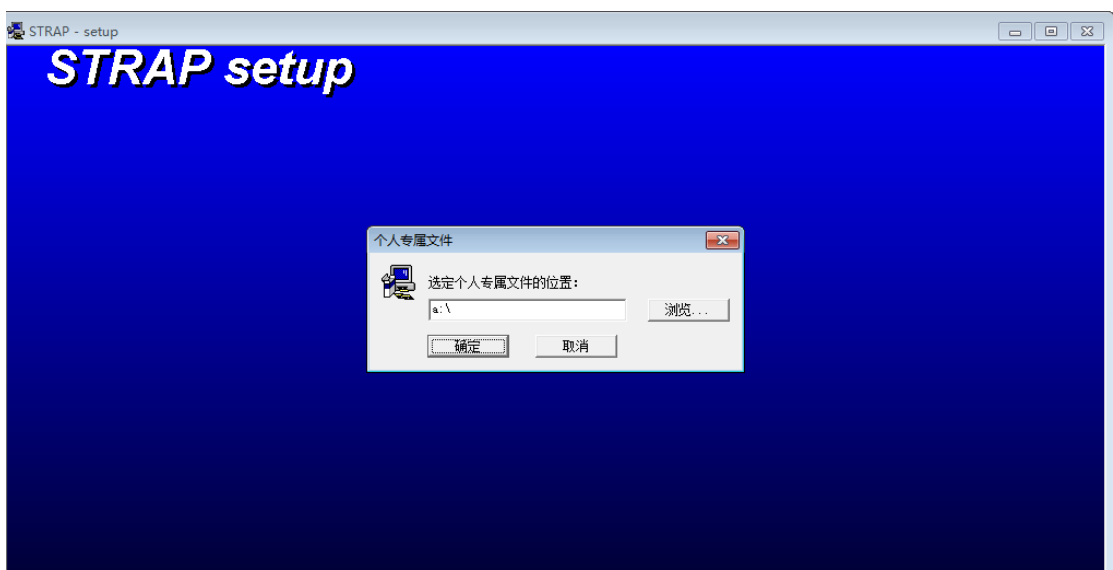 STRAP - setup
STRAP setup
个人专属文件
选定个人专属文件的位置:
a:\
浏览...
确定
取消